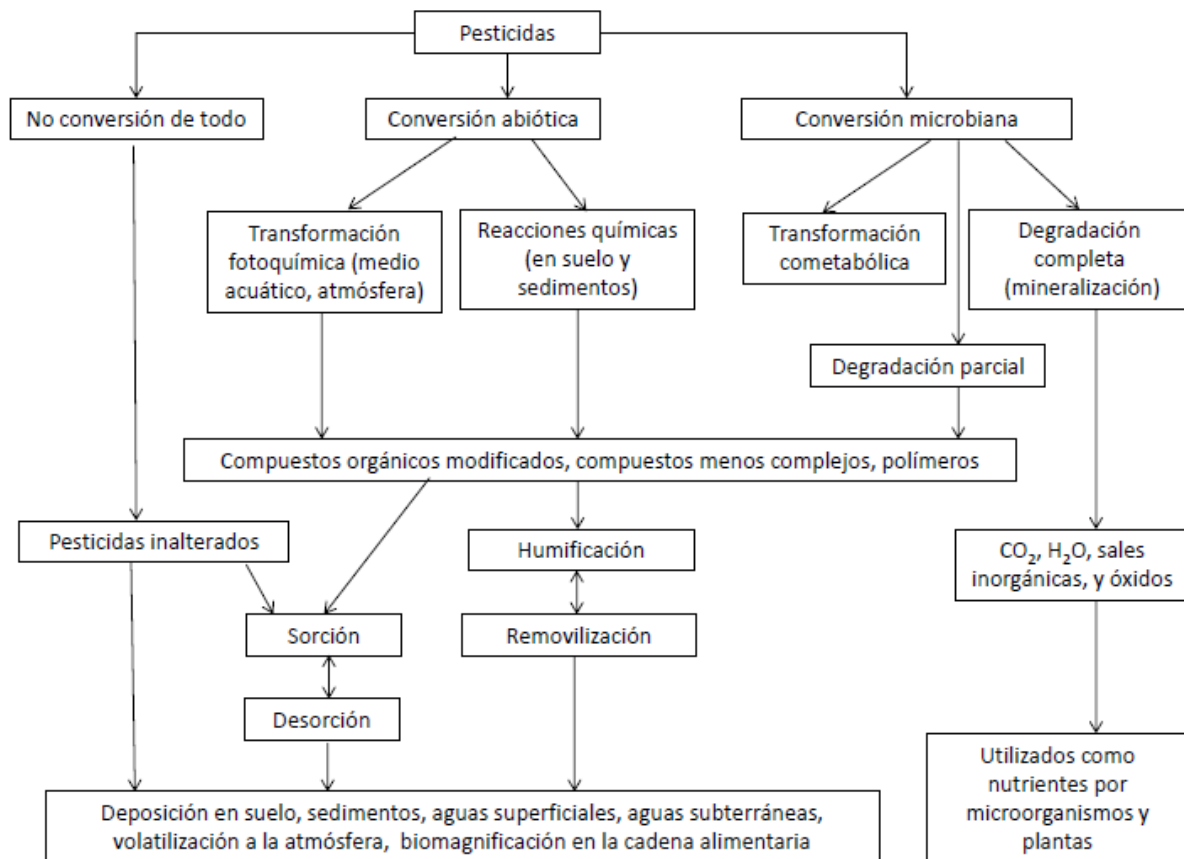 Pesticidas
No conversión de todo
Conversión abiótica
Conversión microbiana
Transformación
fotoquímica (medio
acuático, atmósfera)
Reacciones químicas
(en suelo y
sedimentos)
Transformación
cometabólica
Degradación
completa
(mineralización)
Degradación parcial
Compuestos orgánicos modificados, compuestos menos complejos, polímeros
Pesticidas inalterados
Humificación
CO₂, H₂O, sales
inorgánicas, y óxidos
Sorción
Removilización
Desorción
Utilizados como
nutrientes por
microorganismos y
plantas
Deposición en suelo, sedimentos, aguas superficiales, aguas subterráneas,
volatilización a la atmósfera, biomagnificación en la cadena alimentaria